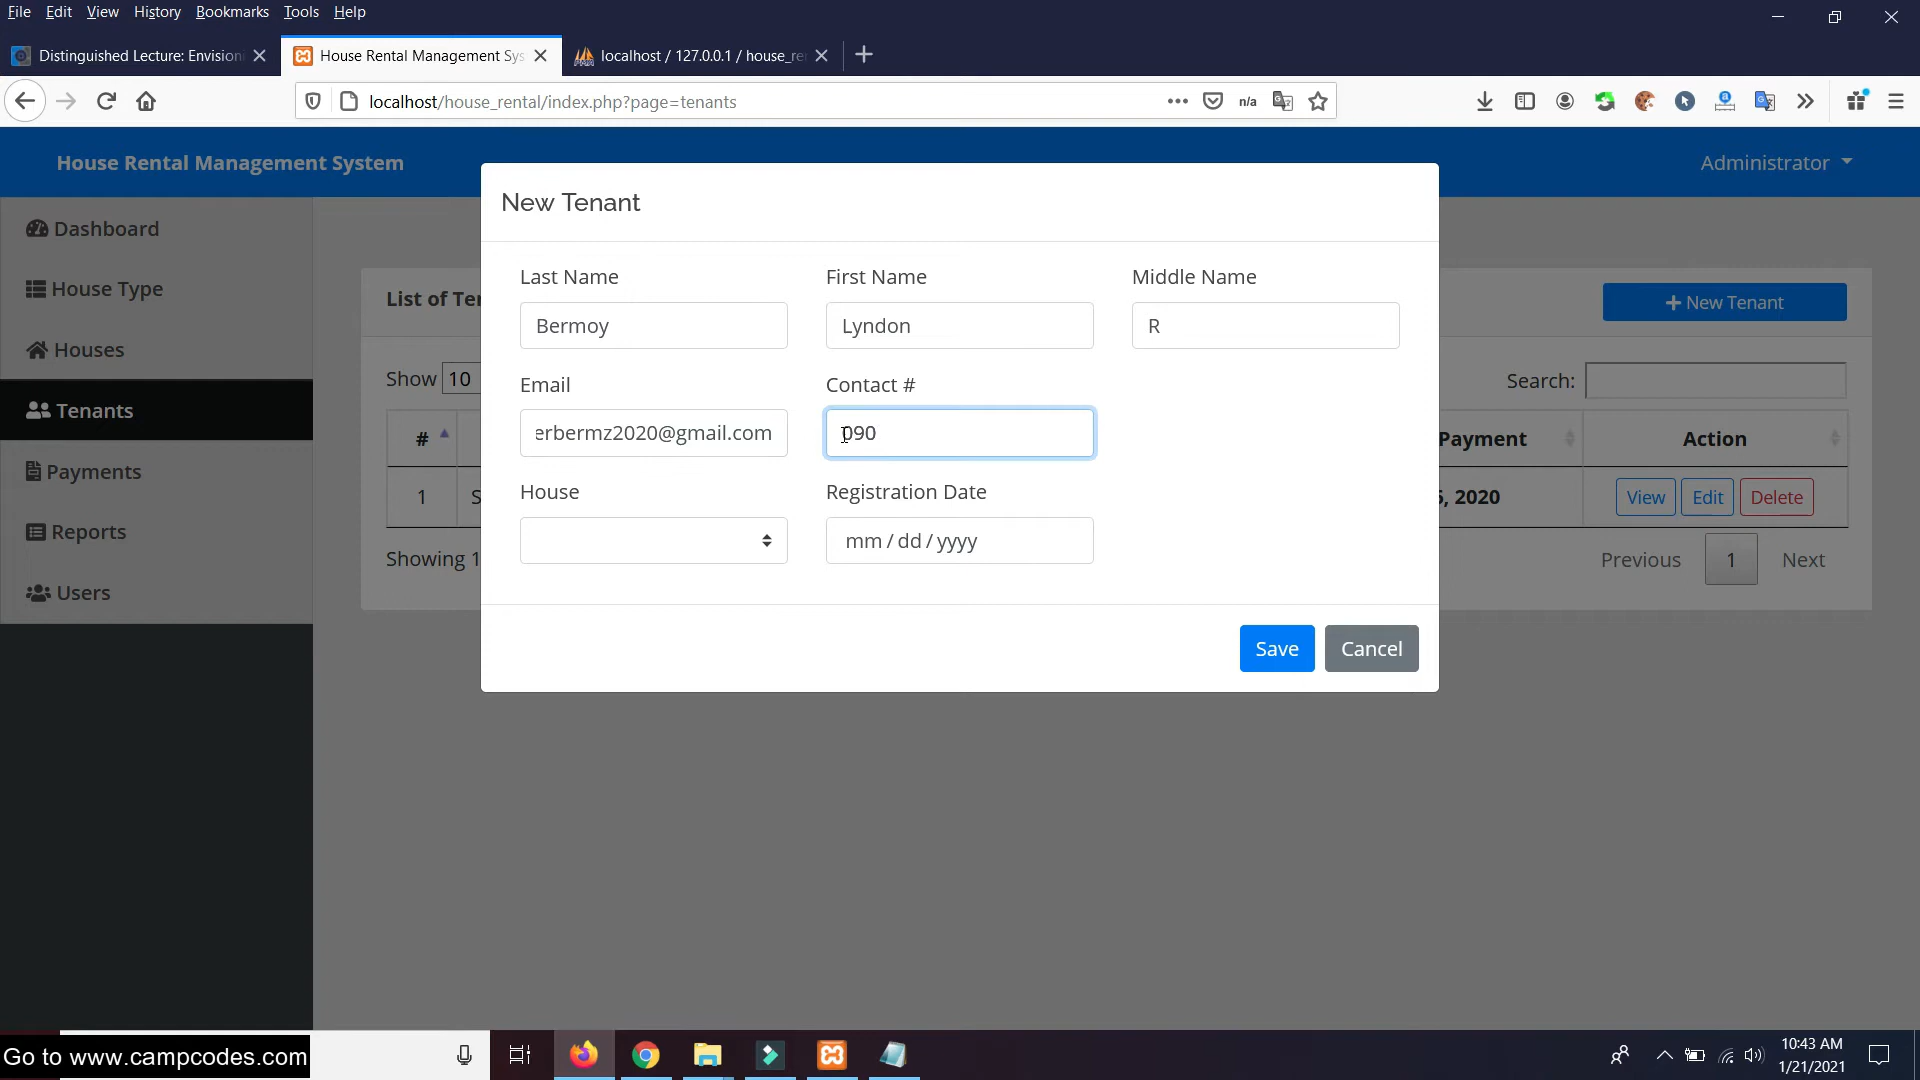 File Edit View History Bookmarks Tools Help
Distinguished Lecture: Envision
House Rental Management Sys
localhost / 127.0.0.1 / house_re
localhost/house_rental/index.php?page=tenants
n/a
House Rental Management System
Administrator
Dashboard
House Type
Houses
Tenants
Payments
Reports
Users
List of Te
New Tenant
Show 10
Search:
# Payment Action
1 S , 2020 View Edit Delete
Showing 1
Previous 1 Next
New Tenant
Last Name First Name Middle Name
Bermoy Lyndon R
Email Contact #
erbermz2020@gmail.com 090
House Registration Date
mm / dd / yyyy
Save Cancel
Go to www.campcodes.com
10:43 AM
1/21/2021